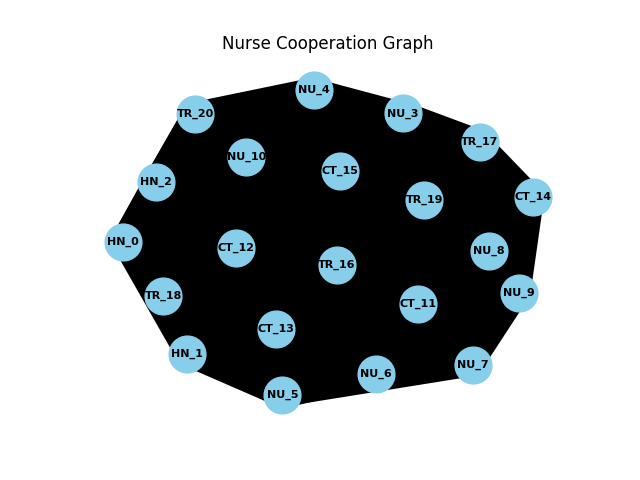 Nurse Cooperation Graph
NU_4
TR_20
NU_3
TR_17
NU_10
CT_15
HN_2
CT_14
TR_19
HN_0
CT_12
NU_8
TR_16
TR_18
NU_9
CT_11
CT_13
HN_1
NU_7
NU_6
NU_5